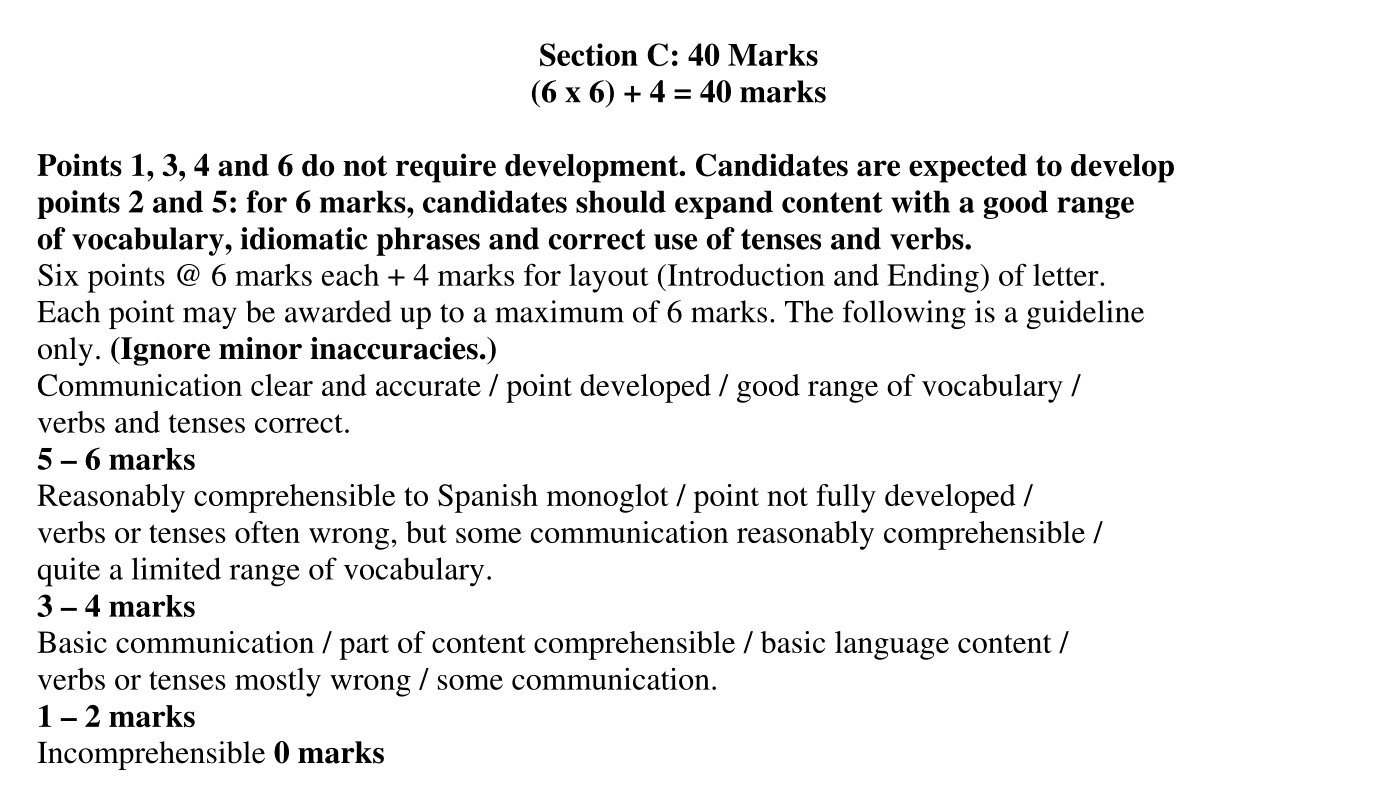 Section C: 40 Marks
(6 x 6) + 4 = 40 marks
Points 1, 3, 4 and 6 do not require development. Candidates are expected to develop
points 2 and 5: for 6 marks, candidates should expand content with a good range
of vocabulary, idiomatic phrases and correct use of tenses and verbs.
Six points @ 6 marks each + 4 marks for layout (Introduction and Ending) of letter.
Each point may be awarded up to a maximum of 6 marks. The following is a guideline
only. (Ignore minor inaccuracies.)
Communication clear and accurate / point developed / good range of vocabulary /
verbs and tenses correct.
5 – 6 marks
Reasonably comprehensible to Spanish monoglot / point not fully developed /
verbs or tenses often wrong, but some communication reasonably comprehensible /
quite a limited range of vocabulary.
3 – 4 marks
Basic communication / part of content comprehensible / basic language content /
verbs or tenses mostly wrong / some communication.
1 – 2 marks
Incomprehensible 0 marks